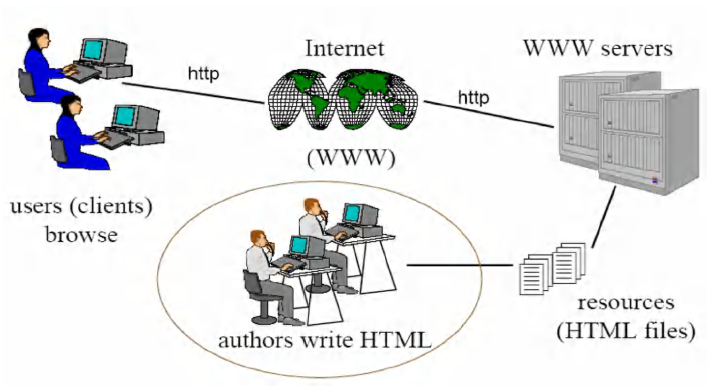 Internet
WWW servers
http
http
(WWW)
users (clients)
browse
authors write HTML
resources
(HTML files)